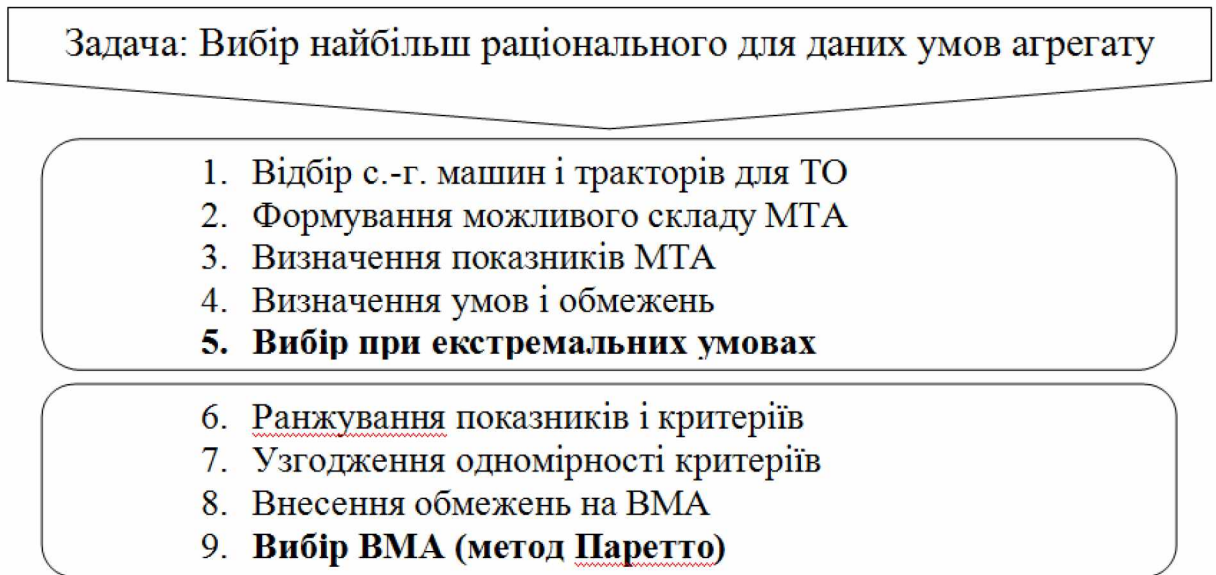 Задача: Вибір найбільш раціонального для даних умов агрегату
1. Відбір с.-г. машин і тракторів для ТО
2. Формування можливого складу МТА
3. Визначення показників МТА
4. Визначення умов і обмежень
5. Вибір при екстремальних умовах
6. Ранжування показників і критеріїв
7. Узгодження одномірності критеріїв
8. Внесення обмежень на ВМА
9. Вибір ВМА (метод Паретто)